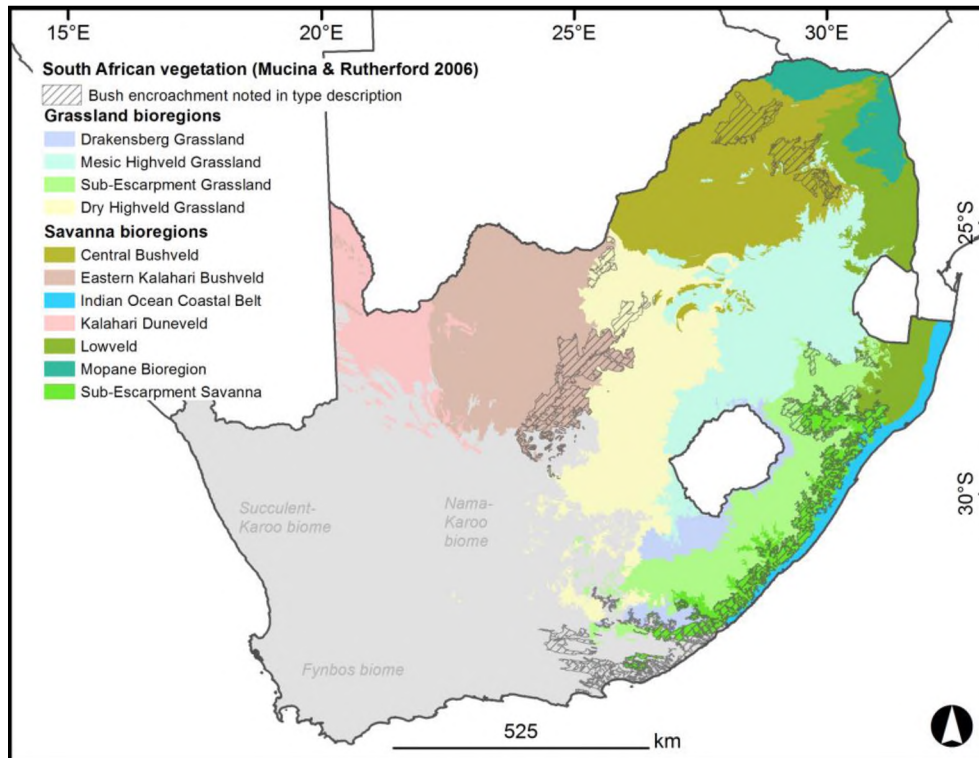 15°E 20°E 25°E 30°E
South African vegetation (Mucina & Rutherford 2006)
Bush encroachment noted in type description
Grassland bioregions
Drakensberg Grassland
Mesic Highveld Grassland
Sub-Escarpment Grassland
Dry Highveld Grassland
Savanna bioregions
Central Bushveld
Eastern Kalahari Bushveld
Indian Ocean Coastal Belt
Kalahari Duneveld
Lowveld
Mopane Bioregion
Sub-Escarpment Savanna
25°S
30°S
Succulent-
Karoo biome
Nama-
Karoo
biome
Fynbos biome
525
km